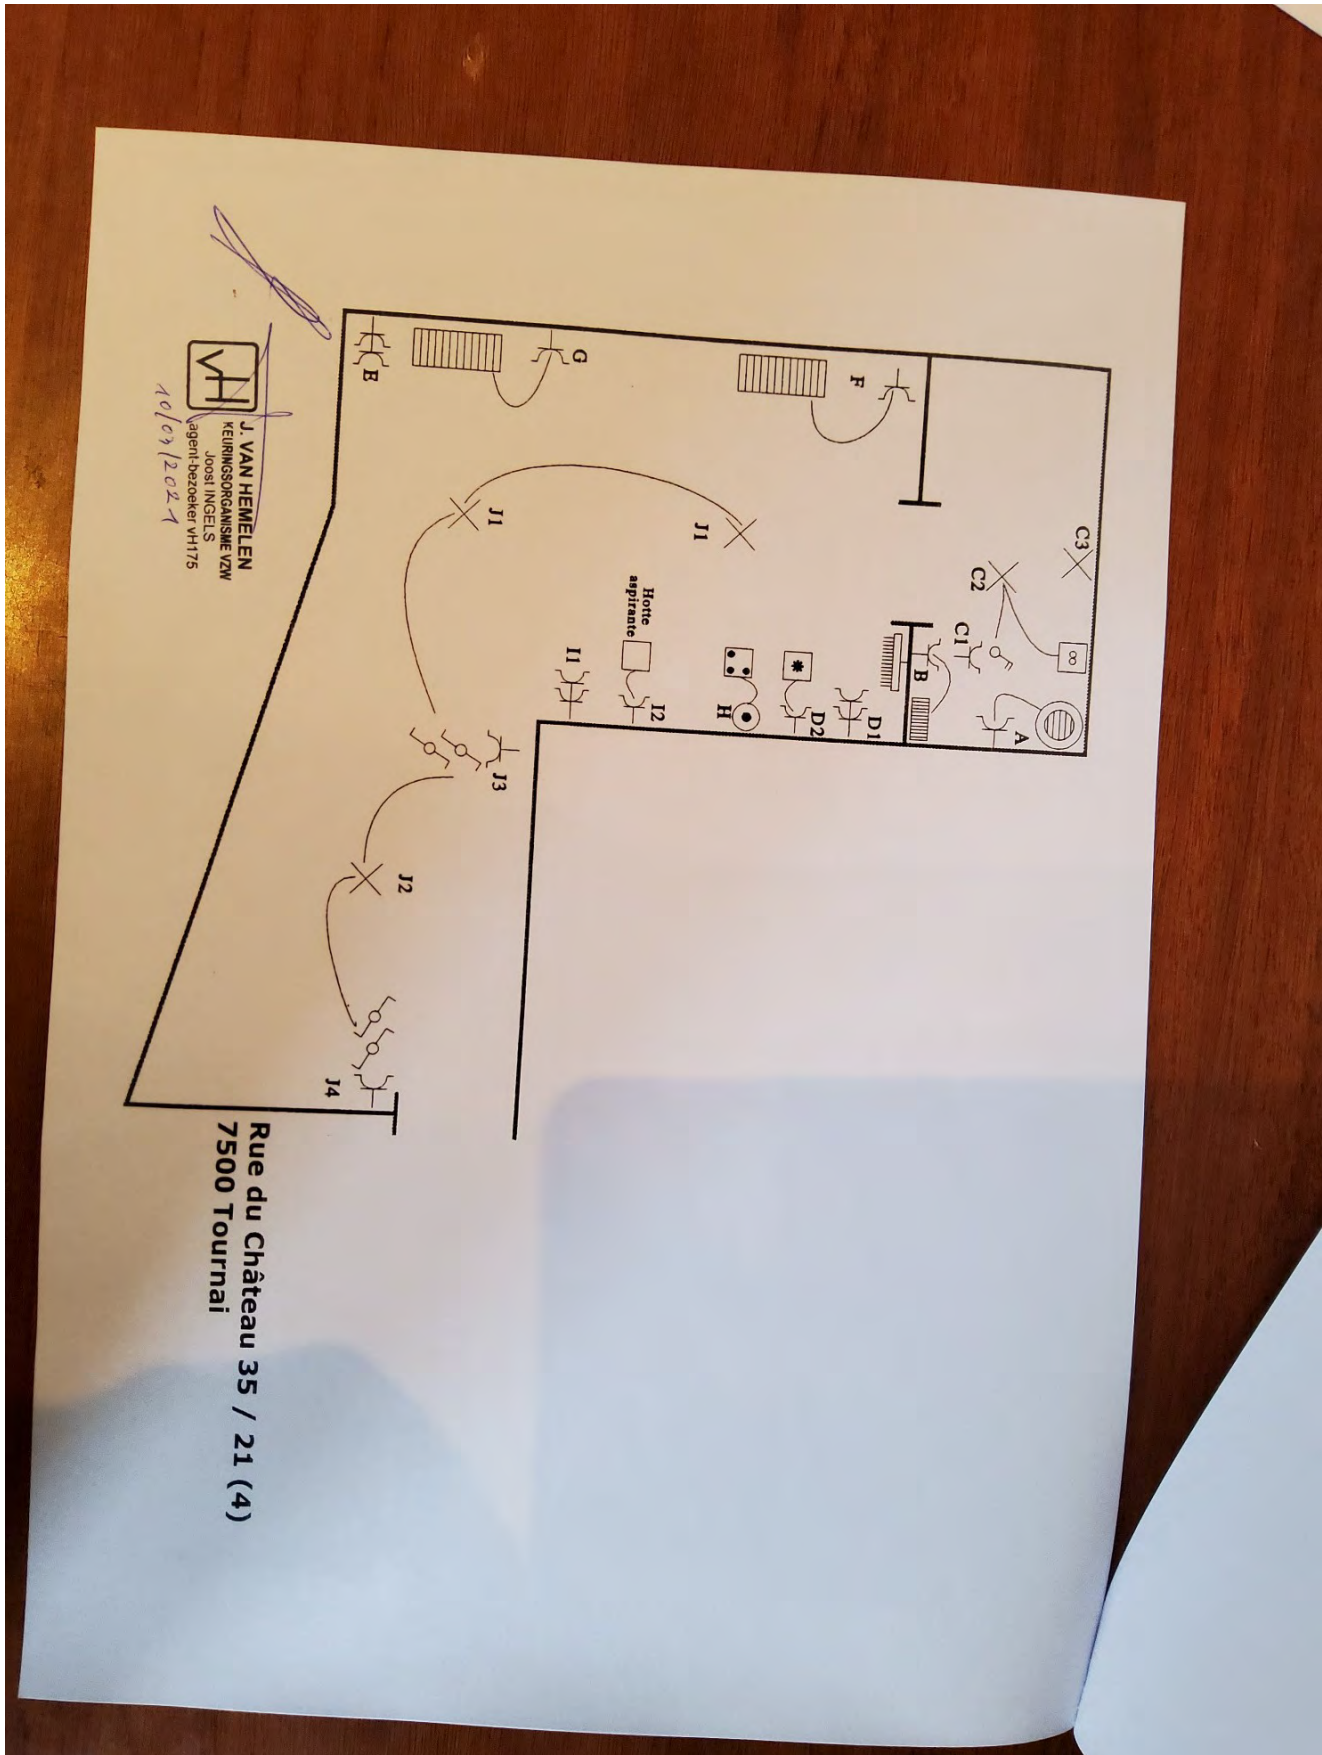 C3
A
C2
C1
B
D1
F
D2
H
J1
I2
Hotte
aspirante
G
I1
J1
J3
J2
E
J4
Rue du Château 35 / 21 (4)
7500 Tournai
J. VAN HEMELEN
KEURINGSORGANISME VZW
Joost INGELS
agent-bezoeker vH175
vH